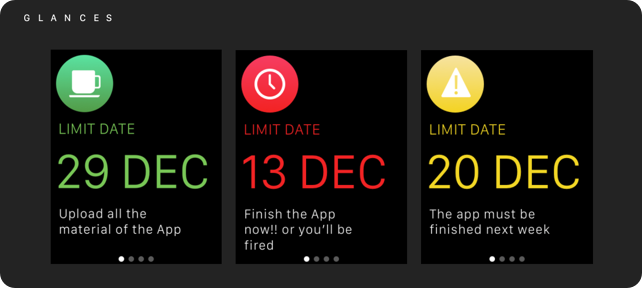 GLANCES
LIMIT DATE
29 DEC
Upload all the
material of the App
LIMIT DATE
13 DEC
Finish the App
now!! or you'll be
fired
LIMIT DATE
20 DEC
The app must be
finished next week